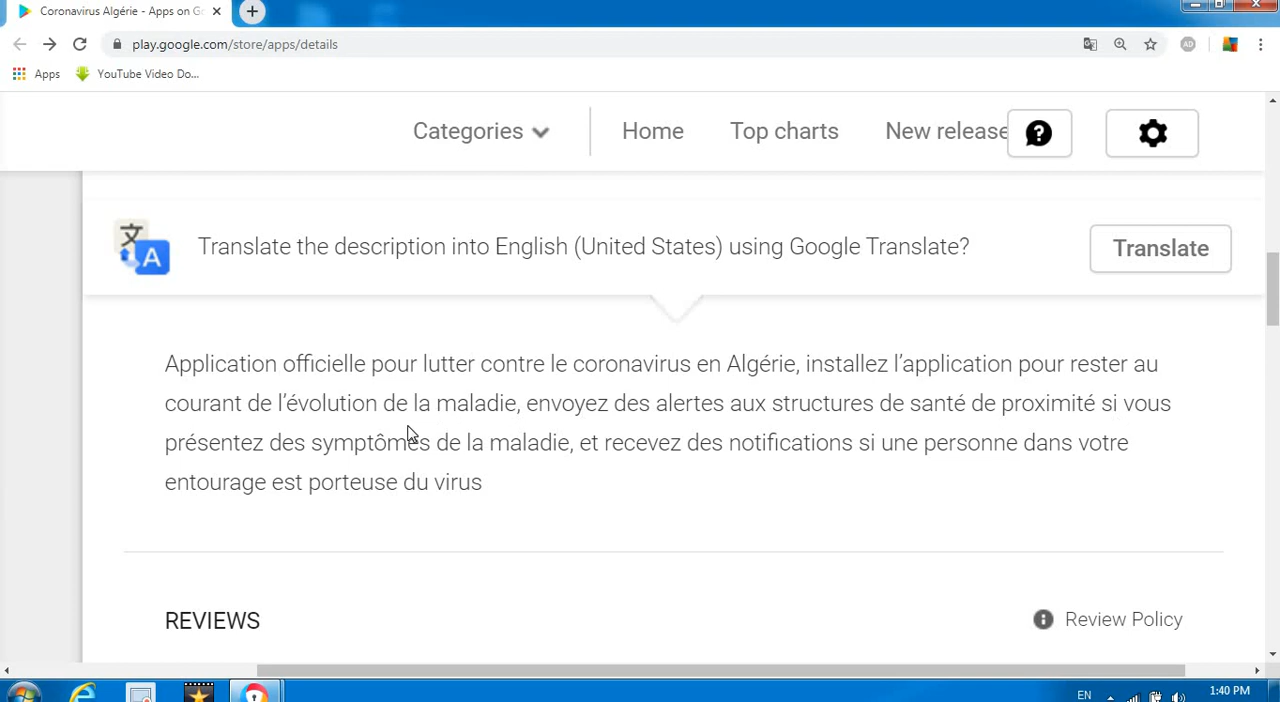 Coronavirus Algérie - Apps on Go
play.google.com/store/apps/details
AD
Apps
YouTube Video Do...
Categories
Home
Top charts
New release
文A
Translate the description into English (United States) using Google Translate?
Translate
Application officielle pour lutter contre le coronavirus en Algérie, installez l’application pour rester au
courant de l’évolution de la maladie, envoyez des alertes aux structures de santé de proximité si vous
présentez des symptômes de la maladie, et recevez des notifications si une personne dans votre
entourage est porteuse du virus
REVIEWS
Review Policy
EN
1:40 PM